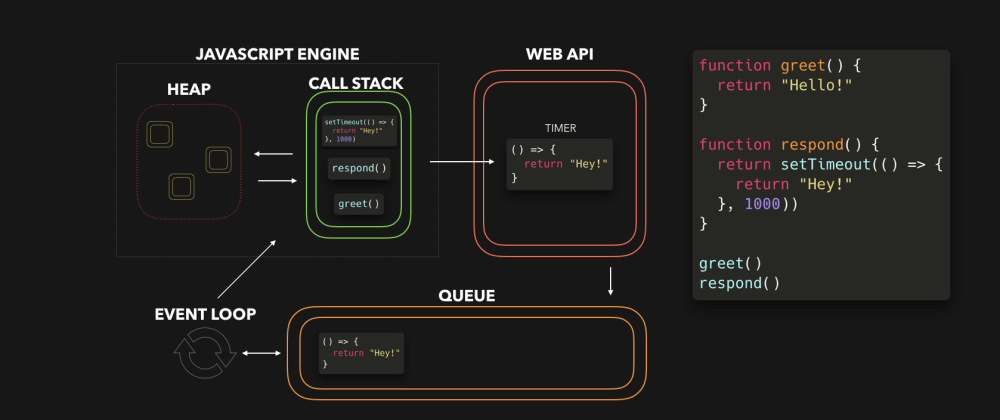 JAVASCRIPT ENGINE
HEAP
CALL STACK
setTimeout(() => {
  return "Hey!"
}, 1000)
respond()
greet()
WEB API
TIMER
() => {
  return "Hey!"
}
QUEUE
() => {
  return "Hey!"
}
EVENT LOOP
function greet() {
  return "Hello!"
}
function respond() {
  return setTimeout(() => {
    return "Hey!"
  }, 1000))
}
greet()
respond()